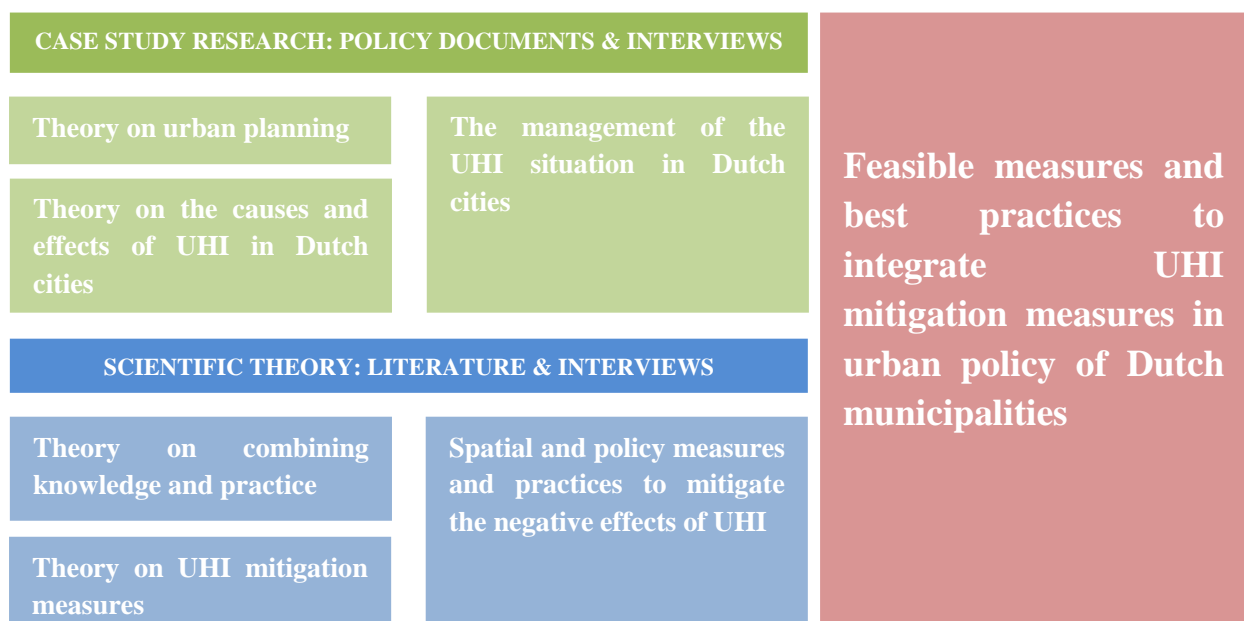 CASE STUDY RESEARCH: POLICY DOCUMENTS & INTERVIEWS
Theory on urban planning
Theory on the causes and
effects of UHI in Dutch
cities
The management of the
UHI situation in Dutch
cities
SCIENTIFIC THEORY: LITERATURE & INTERVIEWS
Theory on combining
knowledge and practice
Theory on UHI mitigation
measures
Spatial and policy measures
and practices to mitigate
the negative effects of UHI
Feasible measures and
best practices to
integrate UHI
mitigation measures in
urban policy of Dutch
municipalities